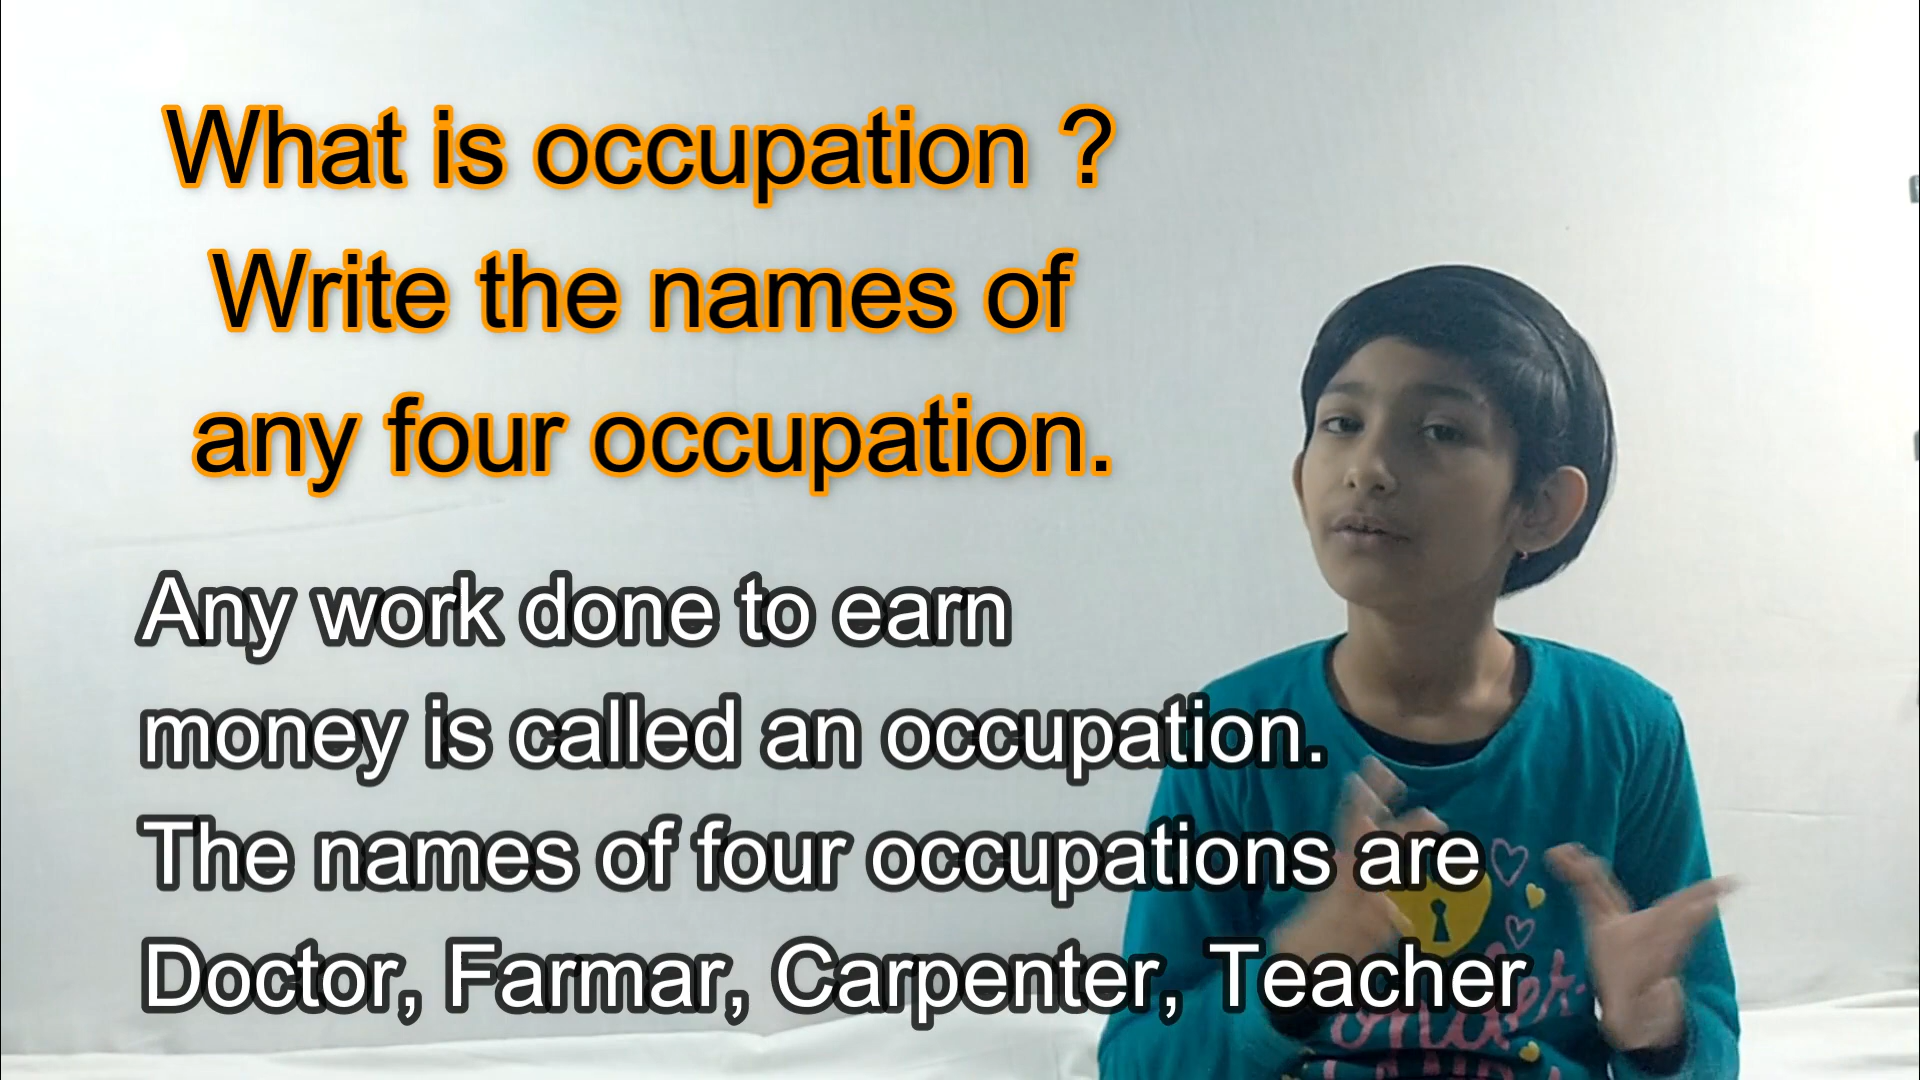 What is occupation ?
Write the names of
any four occupation.
Any work done to earn
money is called an occupation.
The names of four occupations are
Doctor, Farmar, Carpenter, Teacher